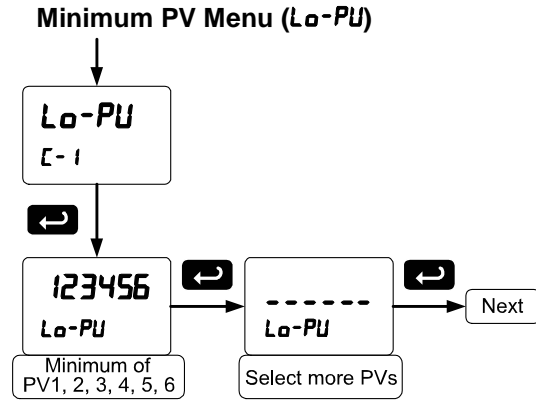 Minimum PV Menu (Lo-PU)
Lo-PU
C-1
123456
Lo-PU
------
Lo-PU
Next
Minimum of
PV1, 2, 3, 4, 5, 6
Select more PVs